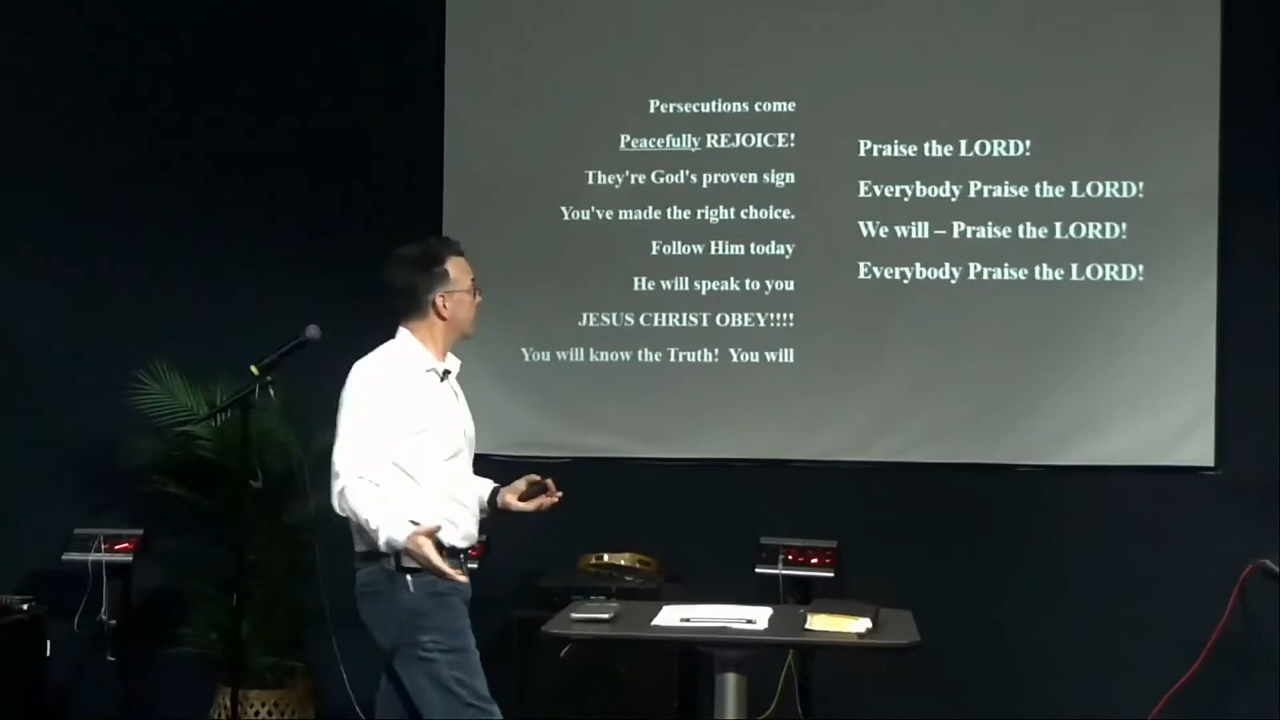 Persecutions come
Peacefully REJOICE!
They're God's proven sign
You've made the right choice.
Follow Him today
He will speak to you
JESUS CHRIST OBEY!!!!
You will know the Truth!  You will
Praise the LORD!
Everybody Praise the LORD!
We will – Praise the LORD!
Everybody Praise the LORD!